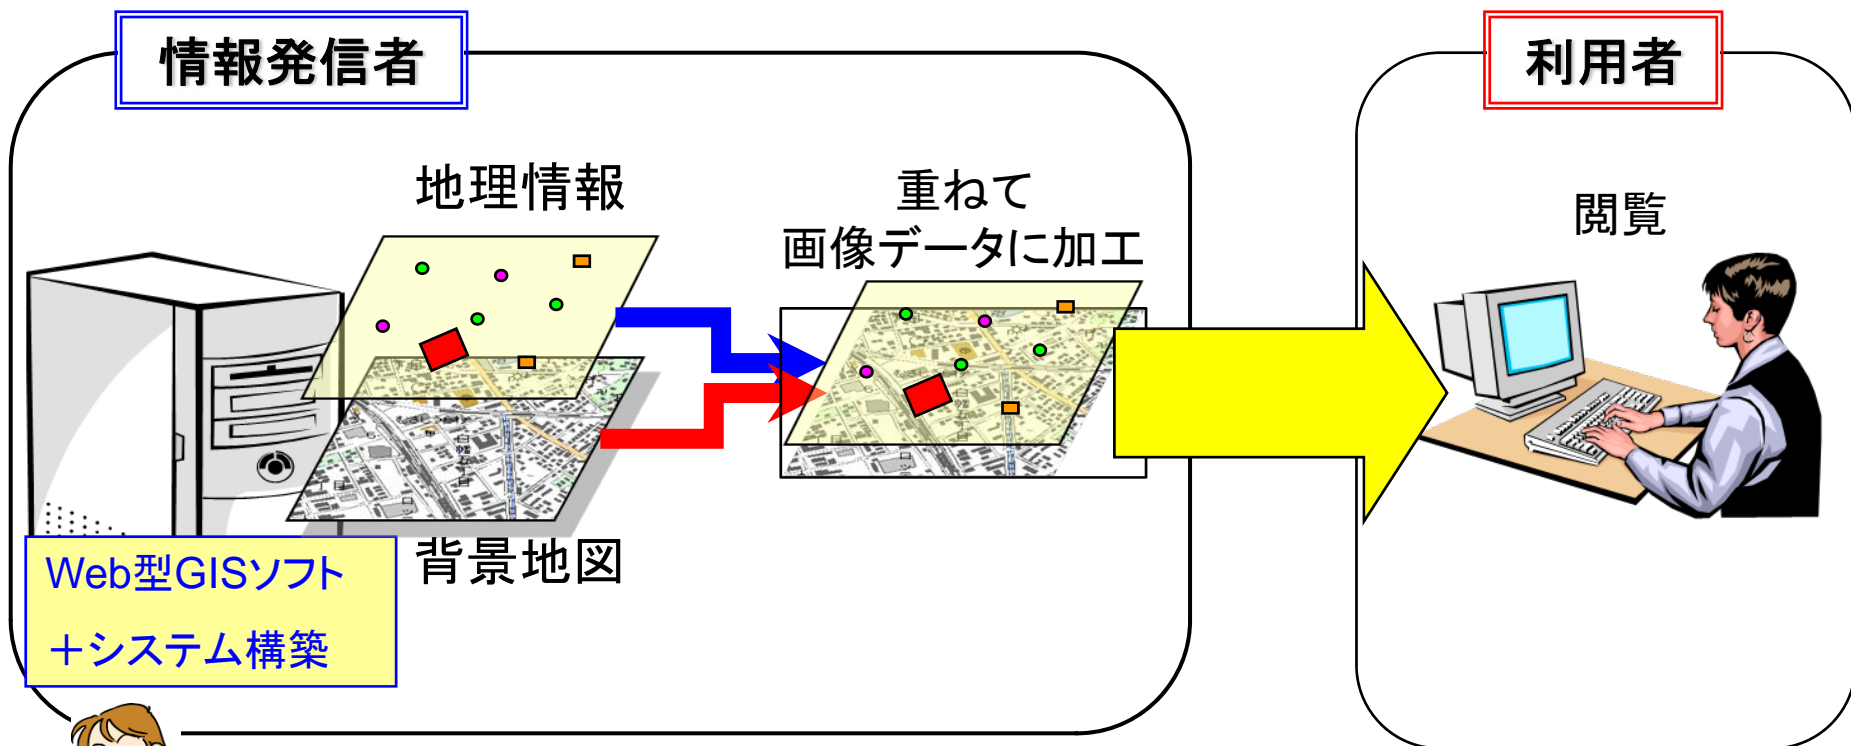 情報発信者
利用者
地理情報
重ねて
画像データに加工
閲覧
背景地図
Web型GISソフト
＋システム構築